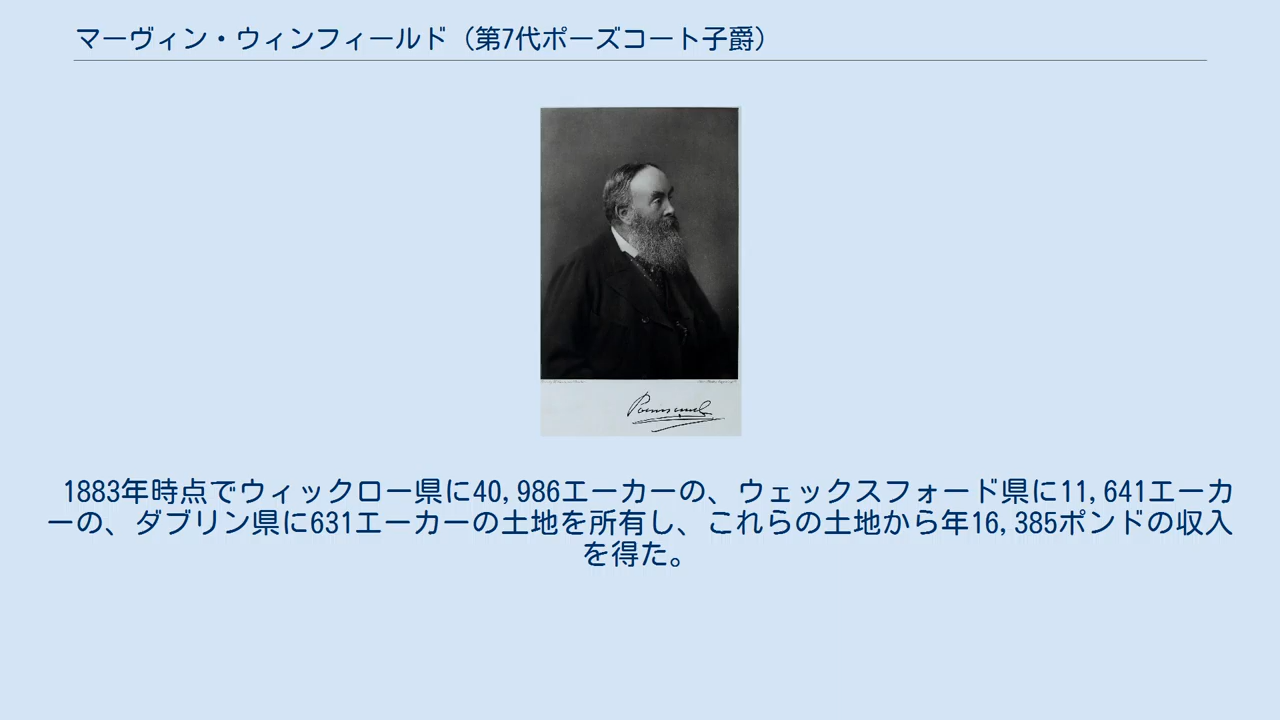 マーヴィン・ウィンフィールド（第7代ポーズコート子爵）
Powerscourt
1883年時点でウィックロー県に40,986エーカーの、ウェックスフォード県に11,641エーカ
ーの、ダブリン県に631エーカーの土地を所有し、これらの土地から年16,385ポンドの収入
を得た。